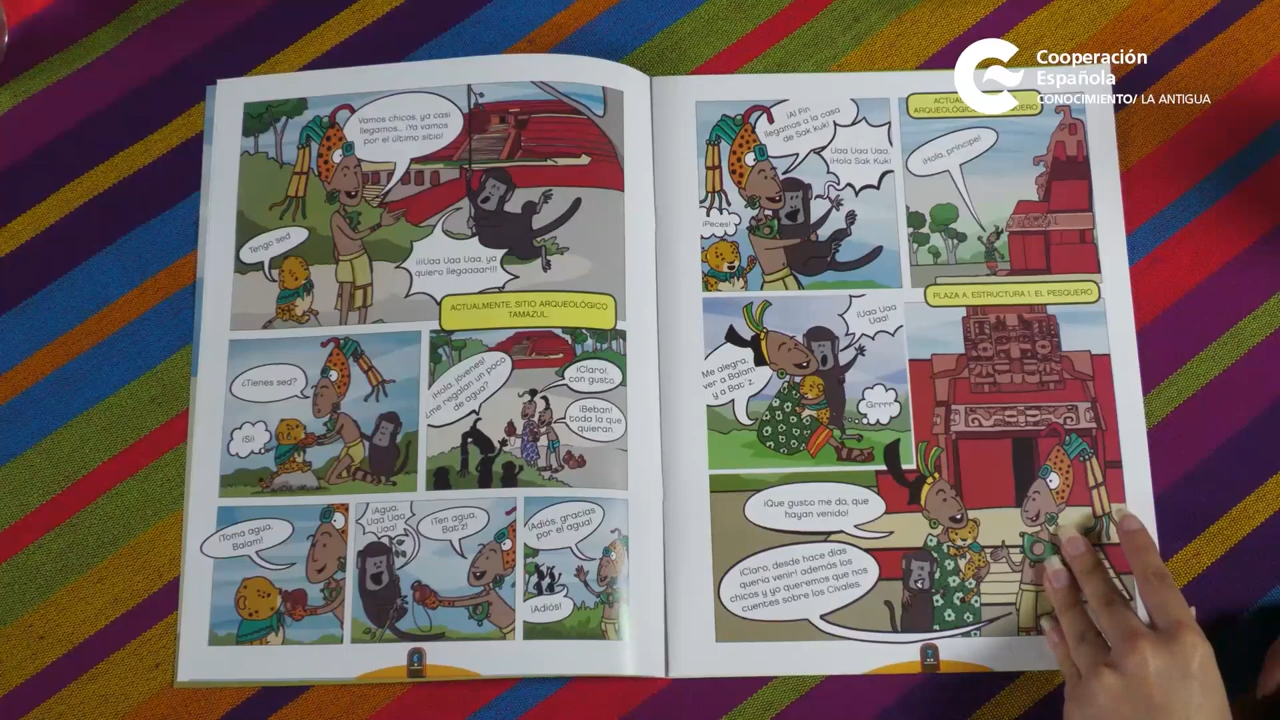 Cooperación
Española
CONOCIMIENTO/ LA ANTIGUA
Vamos chicos, ya casi
llegamos... ¡Ya vamos
por el último sitio!
Tengo sed
¡¡¡Uaa Uaa Uaa, ya
quiero llegaaaar!!!
ACTUALMENTE, SITIO ARQUEOLÓGICO
TAMAZUL.
¿Tienes sed?
¡Sí!
¡Hola, jóvenes!
¿me regalan un poco
de agua?
¡Claro!,
con gusto.
¡Beban!
toda la que
quieran.
¡Toma agua,
Balam!
¡Agua,
Uaa Uaa
Uaa!
¡Ten agua,
Bat'z!
¡Adiós, gracias
por el agua!
¡Adiós!
6
¡Al fin
llegamos a la casa
de Sak kuk!
Uaa Uaa Uaa,
¡Hola Sak Kuk!
¡Peces!
¡Hola, príncipe!
Me alegra,
ver a Balam
y a Bat'z.
¡Uaa Uaa
Uaa!
Grrrr
PLAZA A, ESTRUCTURA 1. EL PESQUERO
¡Que gusto me da, que
hayan venido!
¡Claro, desde hace días
quería venir! además los
chicos y yo queremos que nos
cuentes sobre los Civales.
7